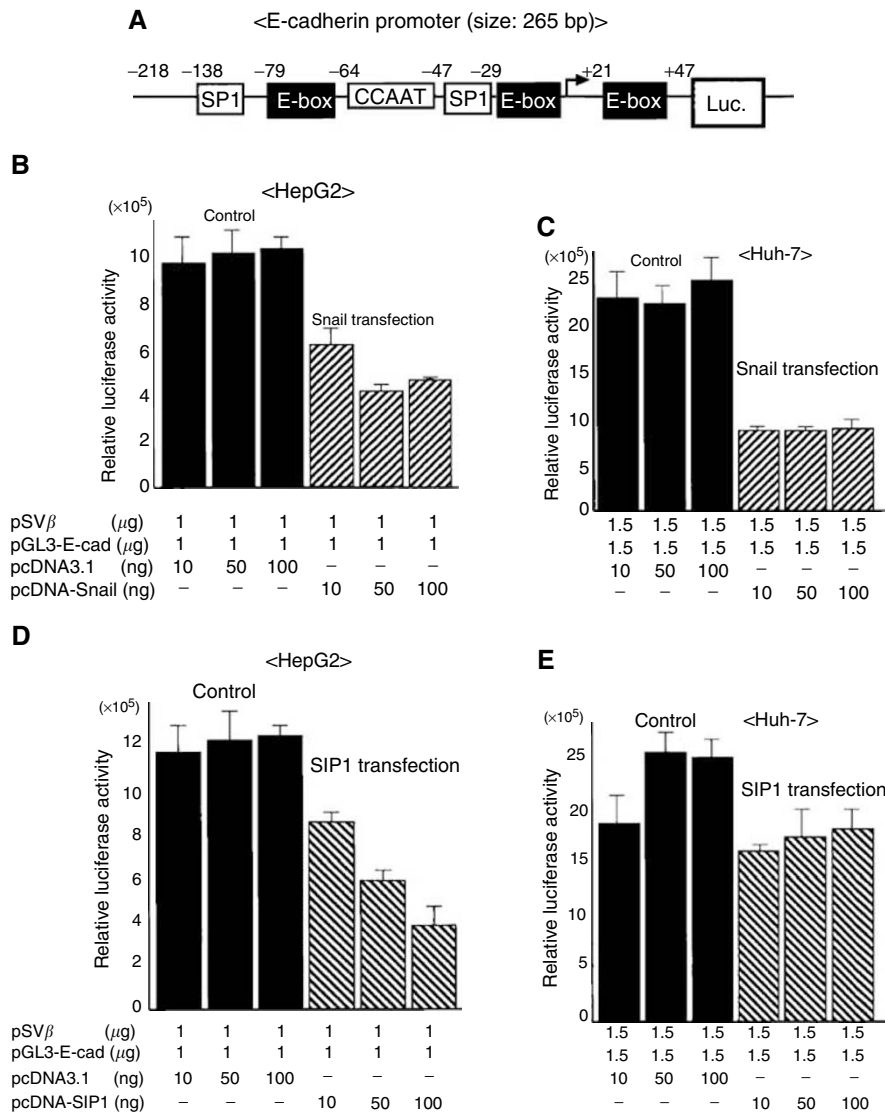 A
<E-cadherin promoter (size: 265 bp)>
−218 −138 −79 −64 −47 −29 +21 +47
SP1 E-box CCAAT SP1 E-box E-box Luc.
B
<HepG2>
(×10⁵)
Control
Snail transfection
Relative luciferase activity
10
8
6
4
2
0
pSVβ (μg) 1 1 1 1 1 1
pGL3-E-cad (μg) 1 1 1 1 1 1
pcDNA3.1 (ng) 10 50 100 − − −
pcDNA-Snail (ng) − − − 10 50 100
C
<Huh-7>
(×10⁵)
Control
Snail transfection
Relative luciferase activity
25
20
15
10
5
0
1.5 1.5 1.5 1.5 1.5 1.5
1.5 1.5 1.5 1.5 1.5 1.5
10 50 100 − − −
− − − 10 50 100
D
<HepG2>
(×10⁵)
Control
SIP1 transfection
Relative luciferase activity
12
10
8
6
4
2
0
pSVβ (μg) 1 1 1 1 1 1
pGL3-E-cad (μg) 1 1 1 1 1 1
pcDNA3.1 (ng) 10 50 100 − − −
pcDNA-SIP1 (ng) − − − 10 50 100
E
<Huh-7>
(×10⁵)
Control
SIP1 transfection
Relative luciferase activity
25
20
15
10
5
0
1.5 1.5 1.5 1.5 1.5 1.5
1.5 1.5 1.5 1.5 1.5 1.5
10 50 100 − − −
− − − 10 50 100